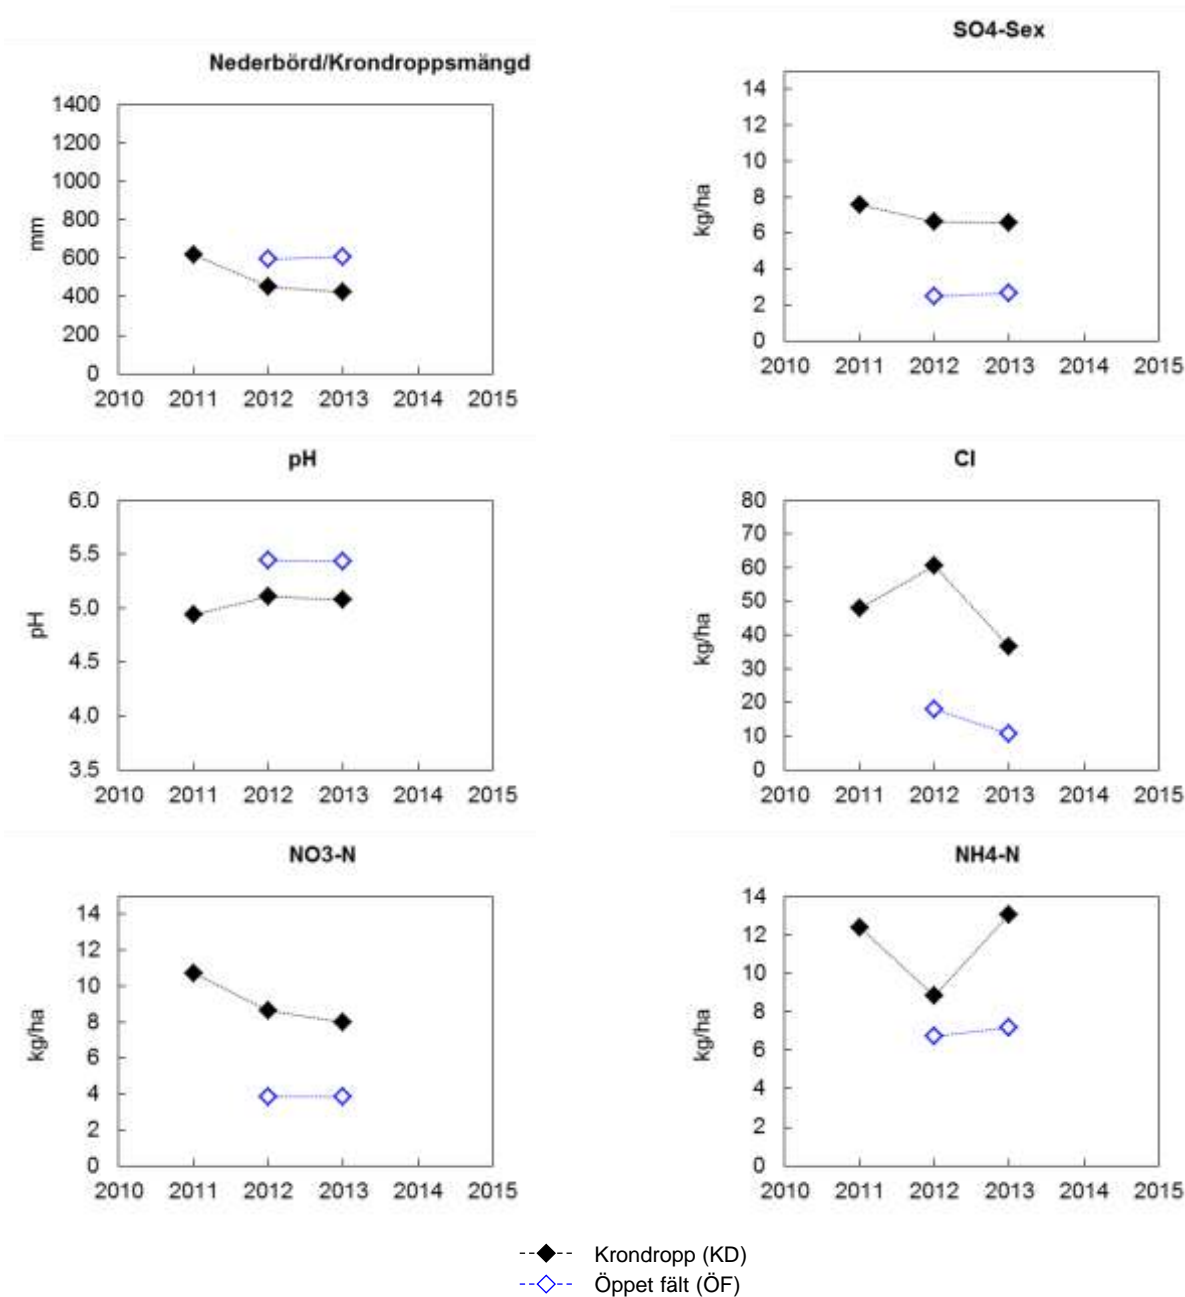 Nederbörd/Krondroppsmängd
1400
1200
1000
800
600
400
200
0
mm
2010 2011 2012 2013 2014 2015
SO4-Sex
14
12
10
8
6
4
2
0
kg/ha
2010 2011 2012 2013 2014 2015
pH
6.0
5.5
5.0
4.5
4.0
3.5
pH
2010 2011 2012 2013 2014 2015
Cl
80
70
60
50
40
30
20
10
0
kg/ha
2010 2011 2012 2013 2014 2015
NO3-N
14
12
10
8
6
4
2
0
kg/ha
2010 2011 2012 2013 2014 2015
NH4-N
14
12
10
8
6
4
2
0
kg/ha
2010 2011 2012 2013 2014 2015
Krondropp (KD)
Öppet fält (ÖF)